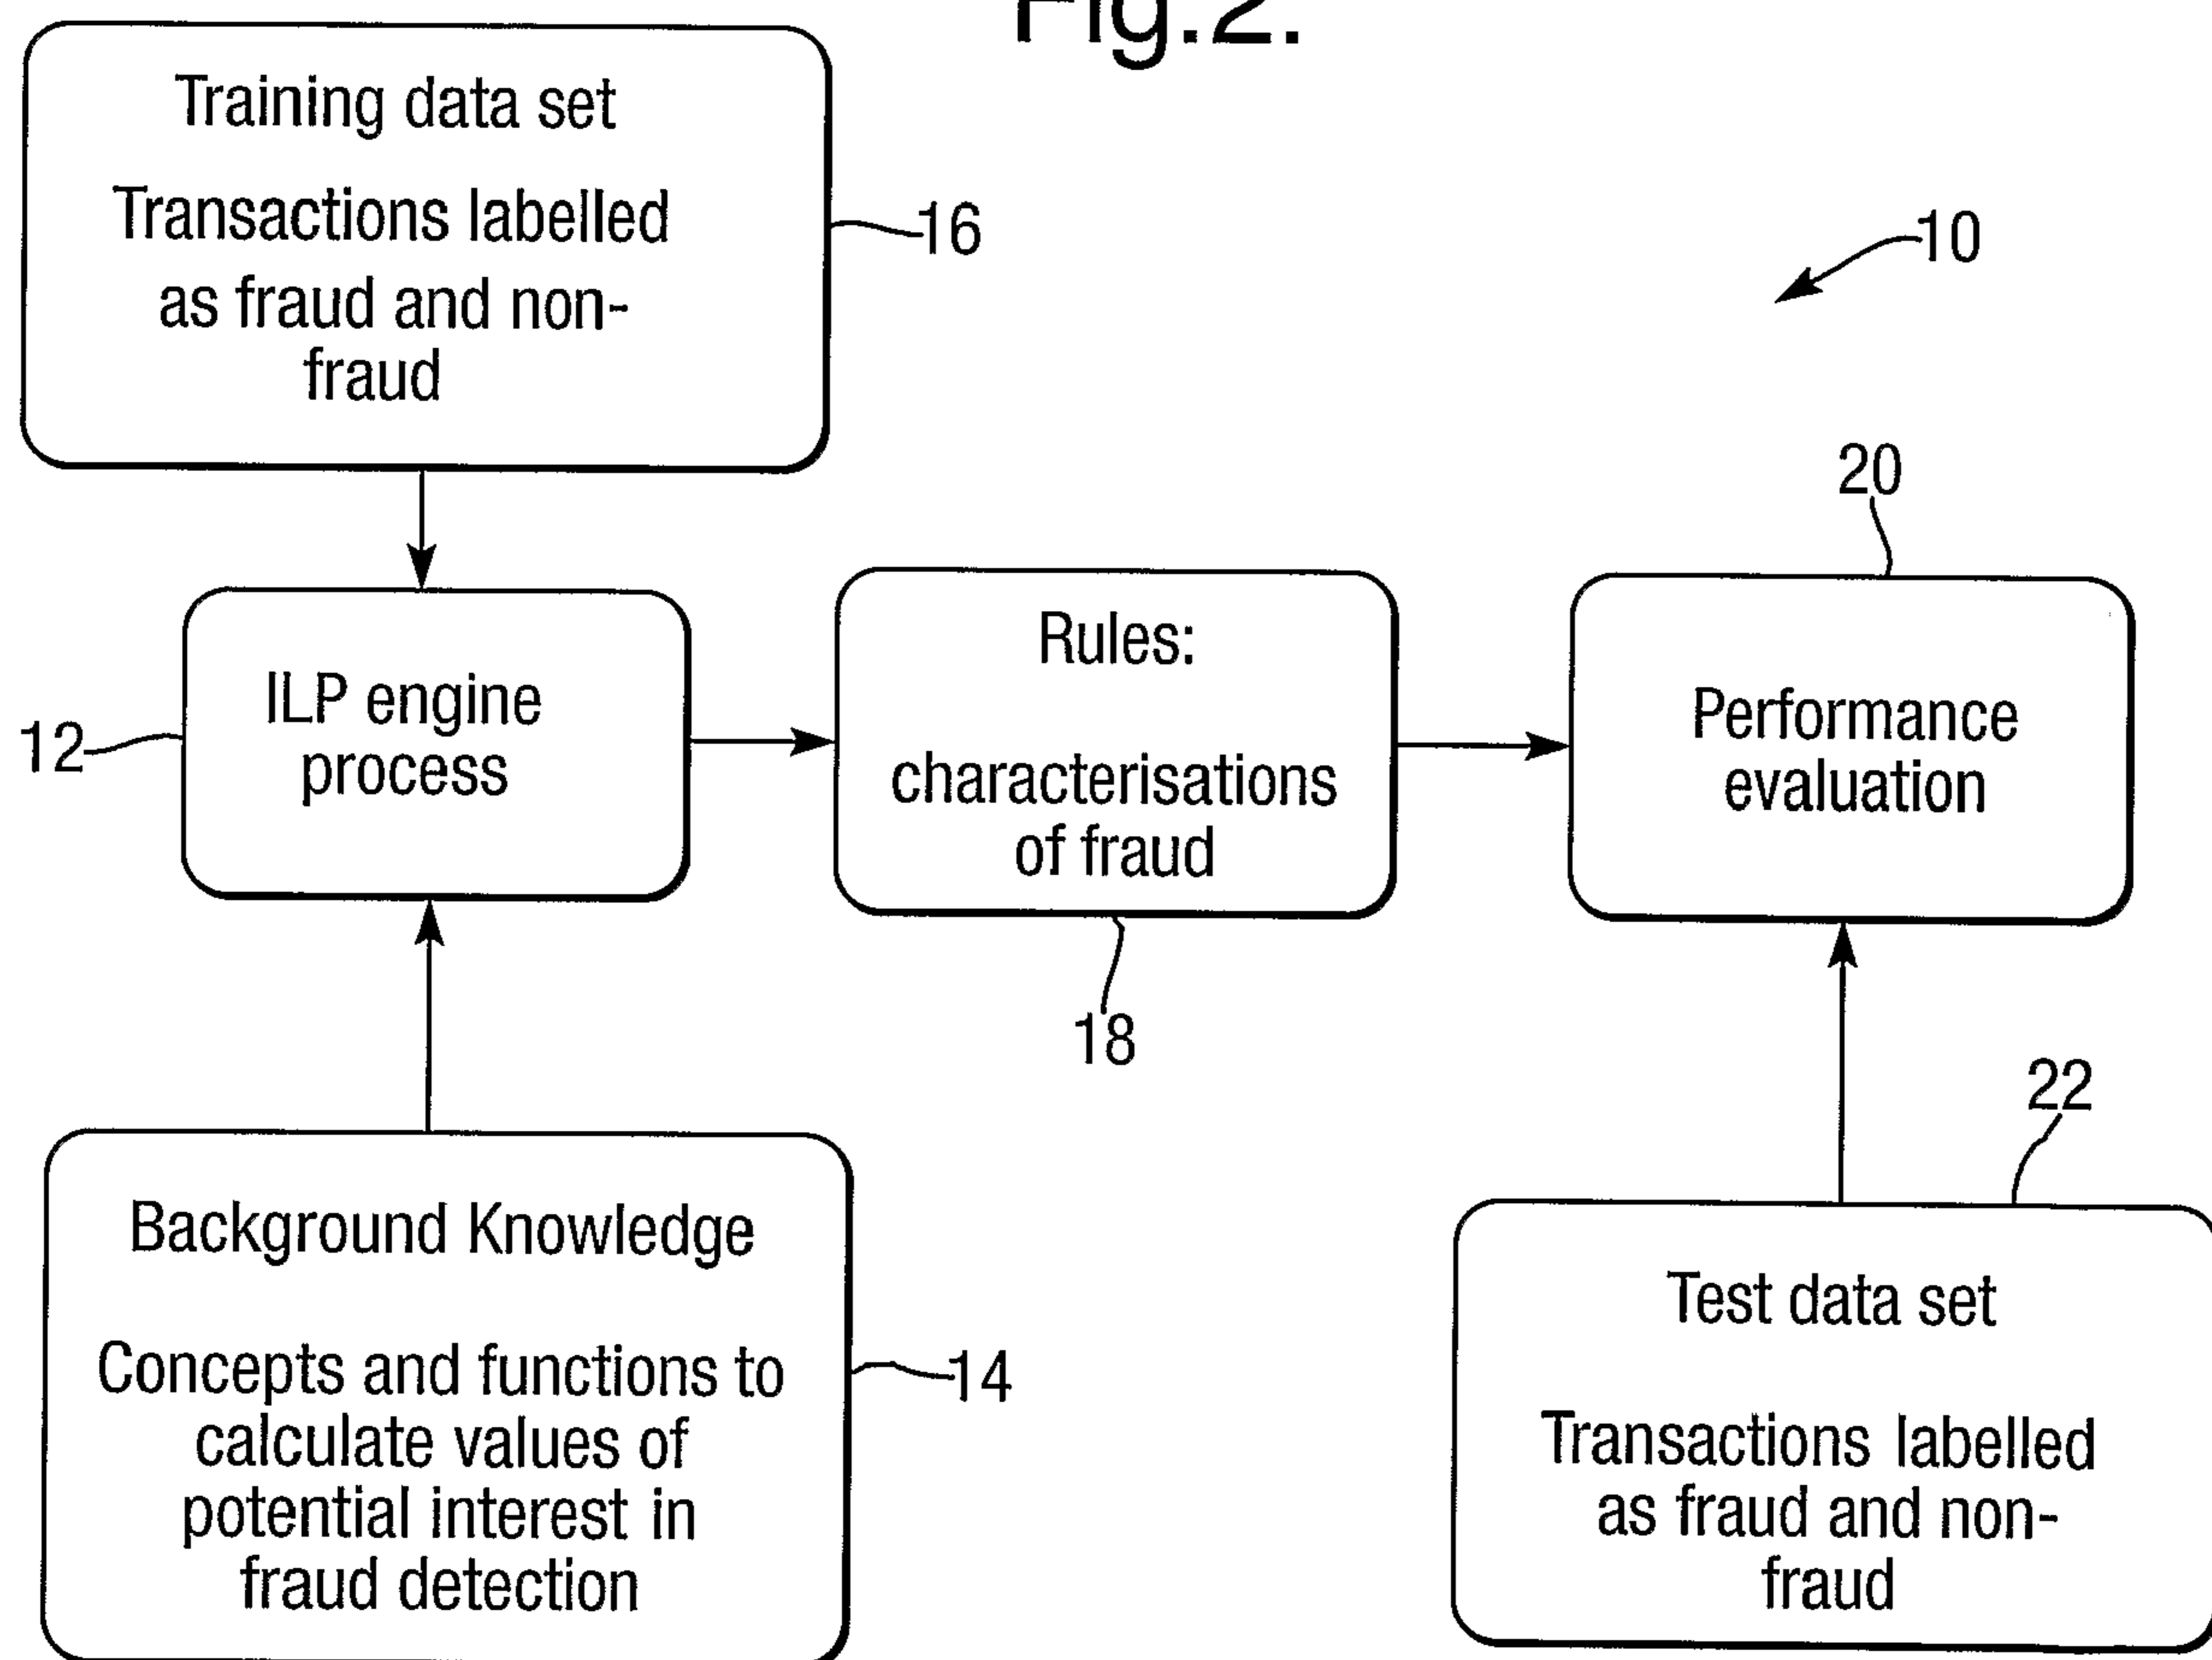 Fig.2.
Training data set
Transactions labelled
as fraud and non-
fraud
16
10
20
ILP engine
process
12
Rules:
characterisations
of fraud
18
Performance
evaluation
22
Background Knowledge
Concepts and functions to
calculate values of
potential interest in
fraud detection
14
Test data set
Transactions labelled
as fraud and non-
fraud